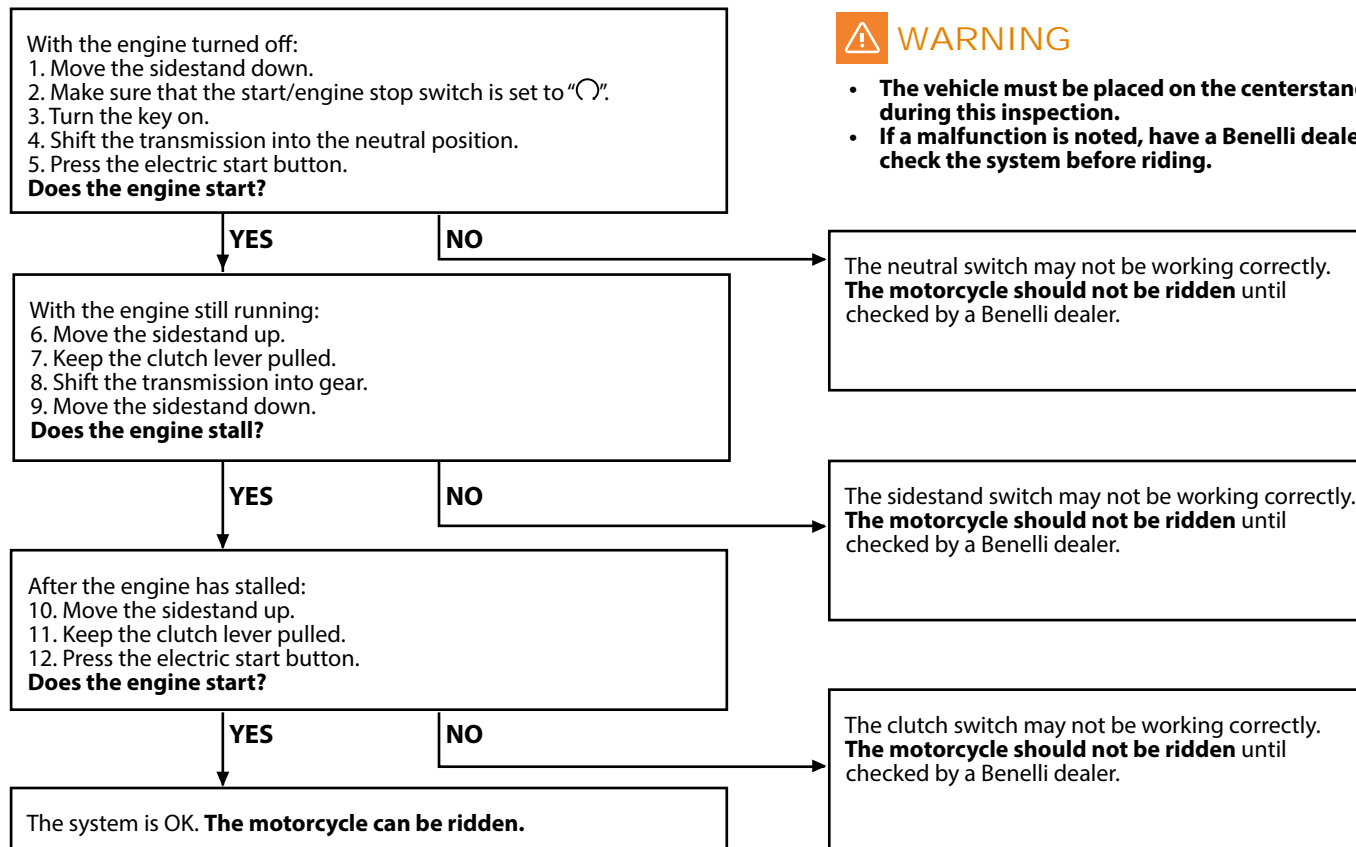 With the engine turned off:
1. Move the sidestand down.
2. Make sure that the start/engine stop switch is set to “ ”.
3. Turn the key on.
4. Shift the transmission into the neutral position.
5. Press the electric start button.
Does the engine start?
WARNING
• The vehicle must be placed on the centerstand
during this inspection.
• If a malfunction is noted, have a Benelli deale
check the system before riding.
YES
NO
The neutral switch may not be working correctly.
The motorcycle should not be ridden until
checked by a Benelli dealer.
With the engine still running:
6. Move the sidestand up.
7. Keep the clutch lever pulled.
8. Shift the transmission into gear.
9. Move the sidestand down.
Does the engine stall?
YES
NO
The sidestand switch may not be working correctly.
The motorcycle should not be ridden until
checked by a Benelli dealer.
After the engine has stalled:
10. Move the sidestand up.
11. Keep the clutch lever pulled.
12. Press the electric start button.
Does the engine start?
YES
NO
The clutch switch may not be working correctly.
The motorcycle should not be ridden until
checked by a Benelli dealer.
The system is OK. The motorcycle can be ridden.